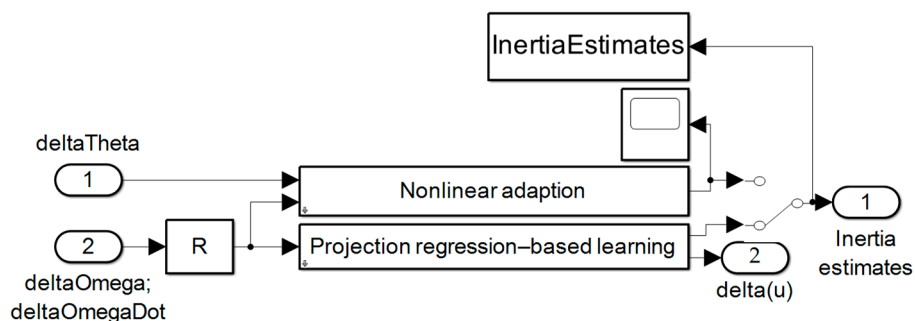 InertiaEstimates
deltaTheta
1
Nonlinear adaption
2
R
Projection regression–based learning
deltaOmega;
deltaOmegaDot
2
delta(u)
1
Inertia
estimates